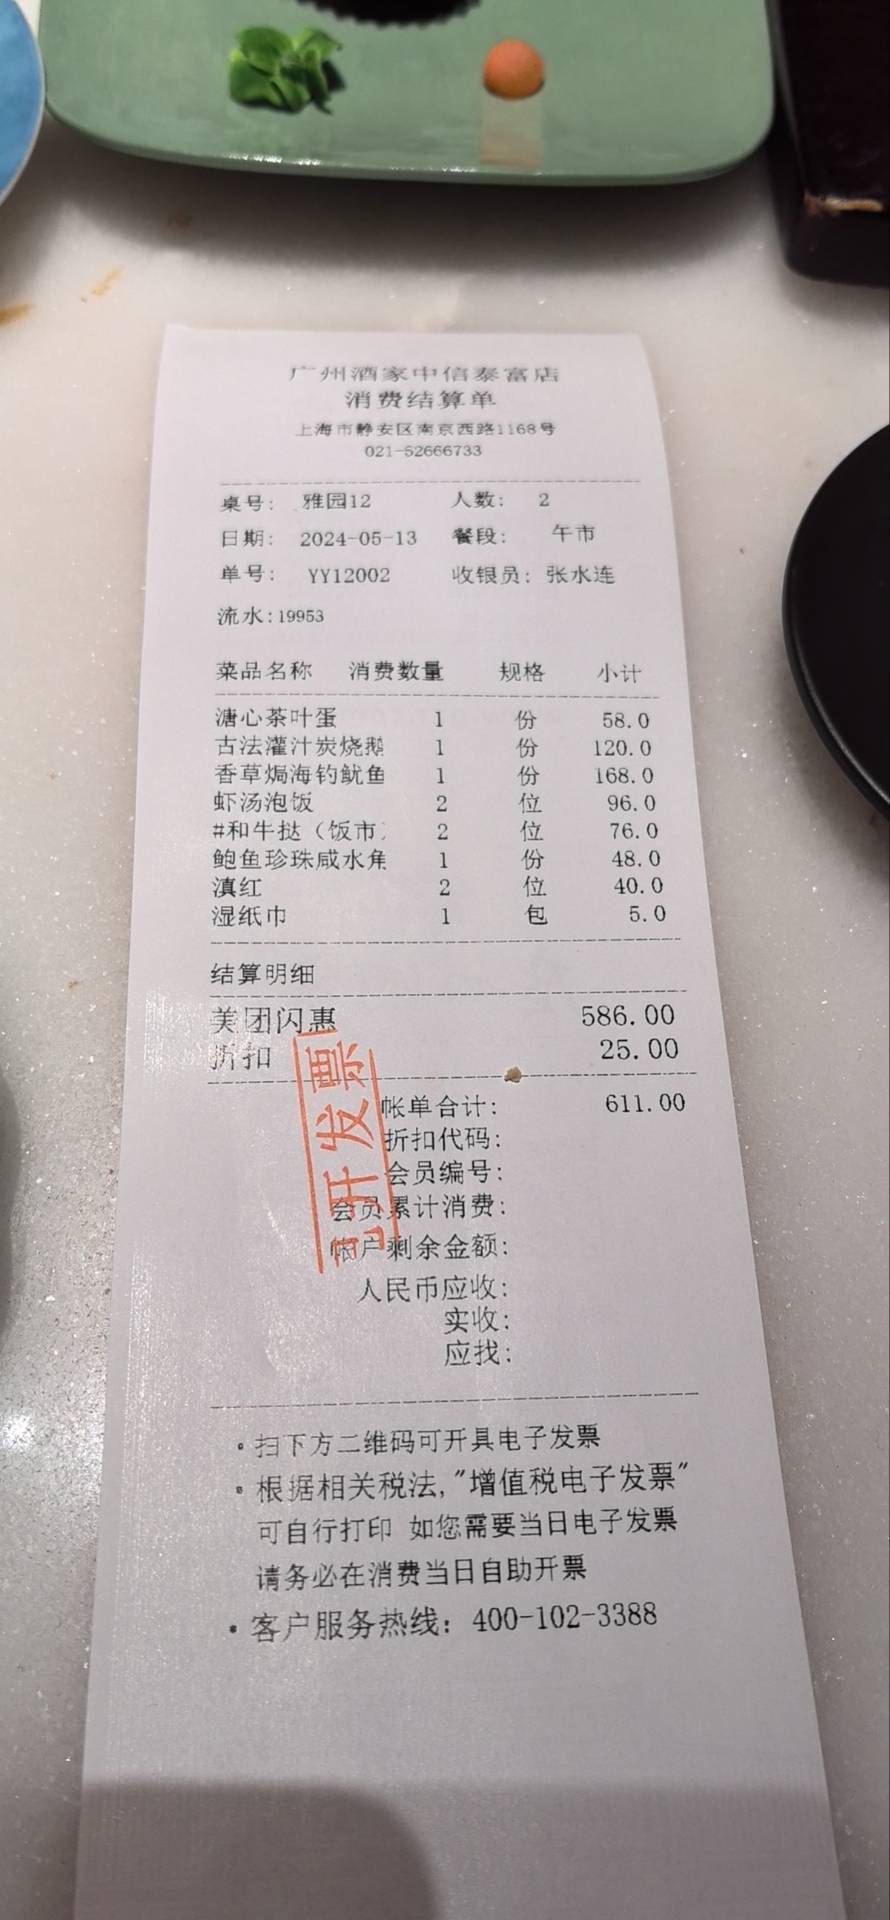 广州酒家中信泰富店
消费结算单
上海市静安区南京西路1168号
021-52666733
桌号: 雅园12 人数: 2
日期: 2024-05-13 餐段: 午市
单号: YY12002 收银员: 张水连
流水:19953
菜品名称 消费数量 规格 小计
溏心茶叶蛋 1 份 58.0
古法灌汁炭烧鹅 1 份 120.0
香草焗海钓鱿鱼 1 份 168.0
虾汤泡饭 2 位 96.0
#和牛挞（饭市） 2 位 76.0
鲍鱼珍珠咸水角 1 份 48.0
滇红 2 位 40.0
湿纸巾 1 包 5.0
结算明细
美团闪惠 586.00
折扣 25.00
帐单合计: 611.00
折扣代码:
会员编号:
会员累计消费:
帐户剩余金额:
人民币应收:
实收:
应找:
已开发票
•扫下方二维码可开具电子发票
•根据相关税法,"增值税电子发票"
可自行打印 如您需要当日电子发票
请务必在消费当日自助开票
•客户服务热线: 400-102-3388